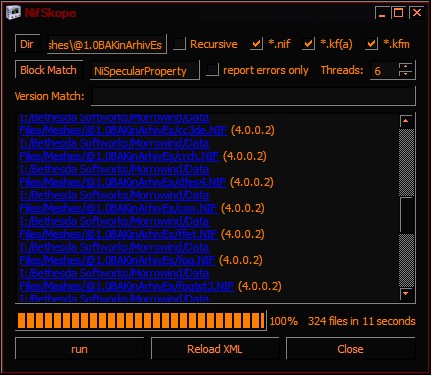 NifSkope
Dir shes\@1.0BAKinArhivEs Recursive *.nif *.kf(a) *.kfm
Block Match NiSpecularProperty report errors only Threads: 6
Version Match:
I:/Bethesda Softworks/Morrowind/Data
Files/Meshes/@1.0BAKinArhivEs/cc3de.NIF (4.0.0.2)
I:/Bethesda Softworks/Morrowind/Data
Files/Meshes/@1.0BAKinArhivEs/crch.NIF (4.0.0.2)
I:/Bethesda Softworks/Morrowind/Data
Files/Meshes/@1.0BAKinArhivEs/dfes4.NIF (4.0.0.2)
I:/Bethesda Softworks/Morrowind/Data
Files/Meshes/@1.0BAKinArhivEs/esw.NIF (4.0.0.2)
I:/Bethesda Softworks/Morrowind/Data
Files/Meshes/@1.0BAKinArhivEs/ffet.NIF (4.0.0.2)
I:/Bethesda Softworks/Morrowind/Data
Files/Meshes/@1.0BAKinArhivEs/fog.NIF (4.0.0.2)
I:/Bethesda Softworks/Morrowind/Data
Files/Meshes/@1.0BAKinArhivEs/fogtst3.NIF (4.0.0.2)
I:/Bethesda Softworks/Morrowind/Data
100% 324 files in 11 seconds
run Reload XML Close